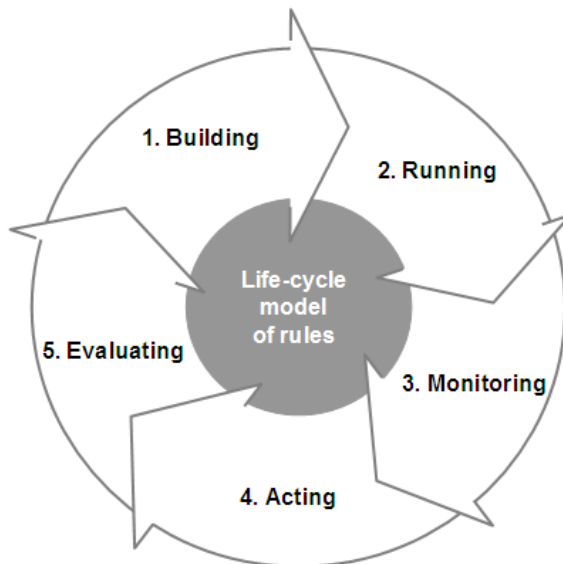 1. Building
2. Running
Life-cycle
model
of rules
5. Evaluating
3. Monitoring
4. Acting